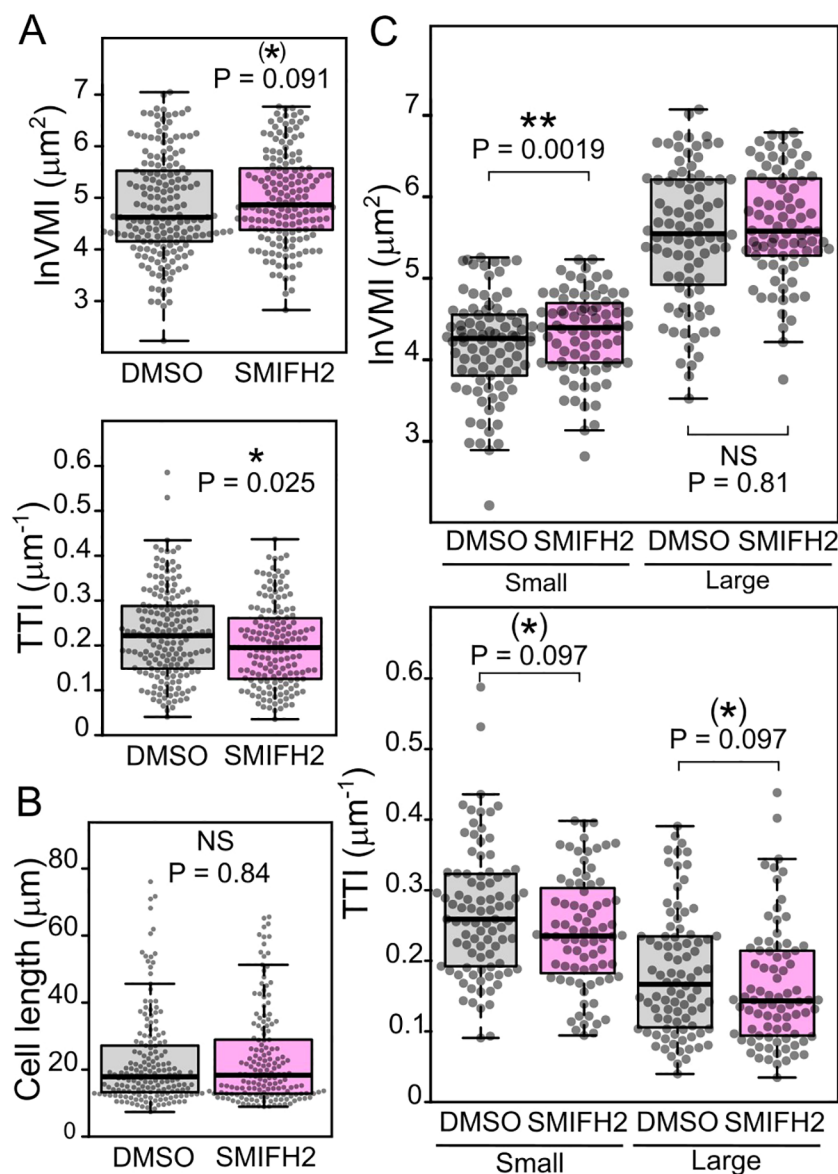 A
(*)
P = 0.091
lnVMI (μm²)
7
6
5
4
3
DMSO SMIFH2
*
P = 0.025
TTI (μm⁻¹)
0.6
0.5
0.4
0.3
0.2
0.1
0
DMSO SMIFH2
B
NS
P = 0.84
Cell length (μm)
80
60
40
20
0
DMSO SMIFH2
C
**
P = 0.0019
lnVMI (μm²)
7
6
5
4
3
NS
P = 0.81
DMSO SMIFH2 DMSO SMIFH2
Small Large
(*)
P = 0.097
(*)
P = 0.097
TTI (μm⁻¹)
0.6
0.5
0.4
0.3
0.2
0.1
0
DMSO SMIFH2 DMSO SMIFH2
Small Large